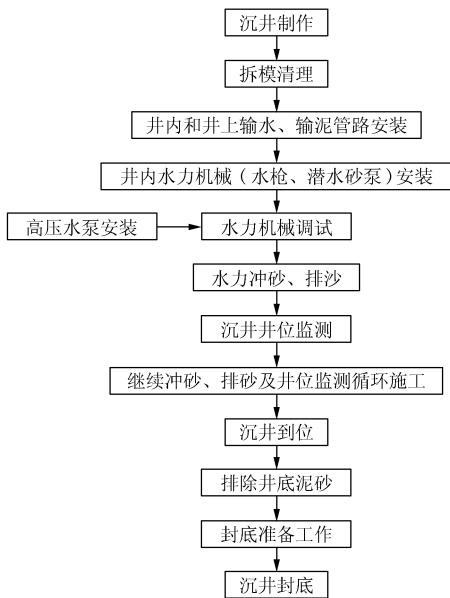 沉井制作
拆模清理
井内和井上输水、输泥管路安装
井内水力机械(水枪、潜水砂泵)安装
高压水泵安装
水力机械调试
水力冲砂、排沙
沉井井位监测
继续冲砂、排砂及井位监测循环施工
沉井到位
排除井底泥砂
封底准备工作
沉井封底